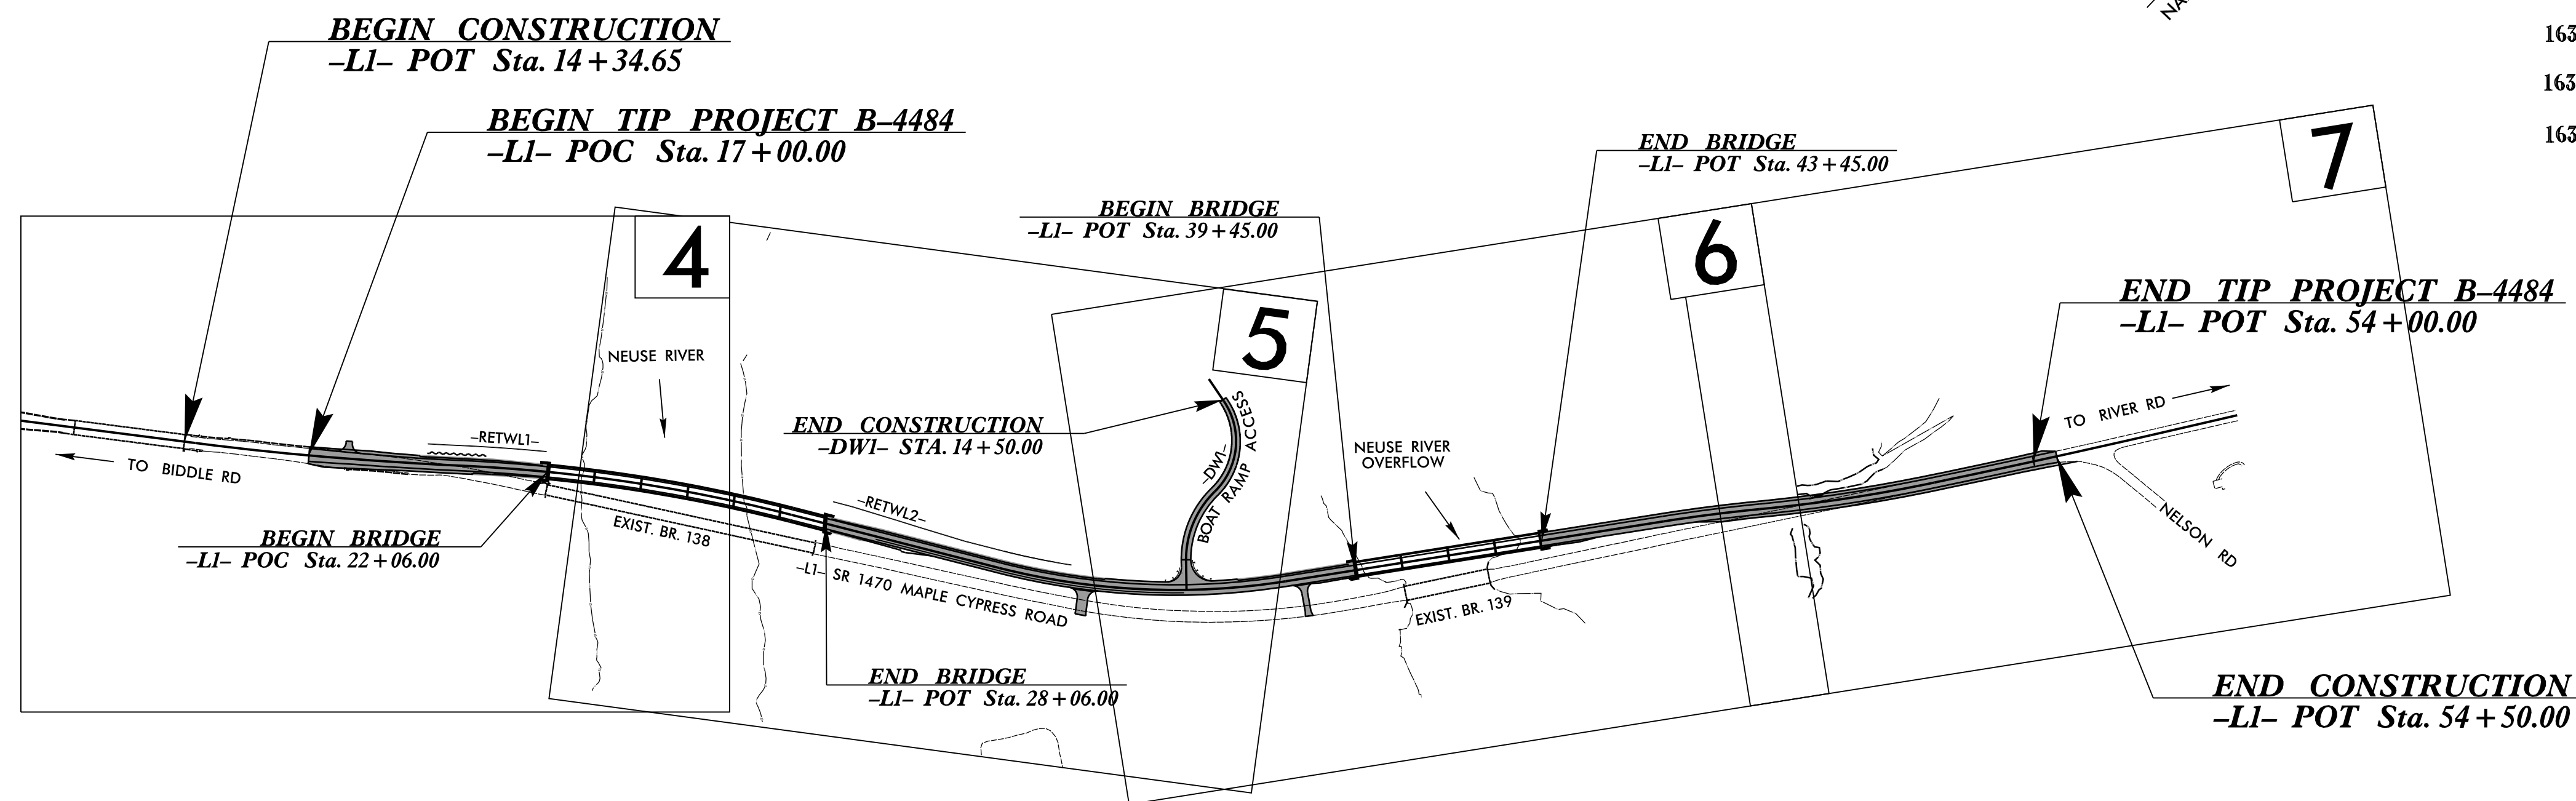 BEGIN CONSTRUCTION
–L1– POT Sta. 14+34.65
BEGIN TIP PROJECT B–4484
–L1– POC Sta. 17+00.00
NA
163
163
163
END BRIDGE
–L1– POT Sta. 43+45.00
7
BEGIN BRIDGE
–L1– POT Sta. 39+45.00
4
6
5
END TIP PROJECT B–4484
–L1– POT Sta. 54+00.00
NEUSE RIVER
END CONSTRUCTION
–DW1– STA. 14+50.00
–DW1–
BOAT RAMP ACCESS
NEUSE RIVER
OVERFLOW
TO RIVER RD
–RETWL1–
TO BIDDLE RD
–RETWL2–
NELSON RD
BEGIN BRIDGE
–L1– POC Sta. 22+06.00
EXIST. BR. 138
–L1– SR 1470 MAPLE CYPRESS ROAD
EXIST. BR. 139
END BRIDGE
–L1– POT Sta. 28+06.00
END CONSTRUCTION
–L1– POT Sta. 54+50.00